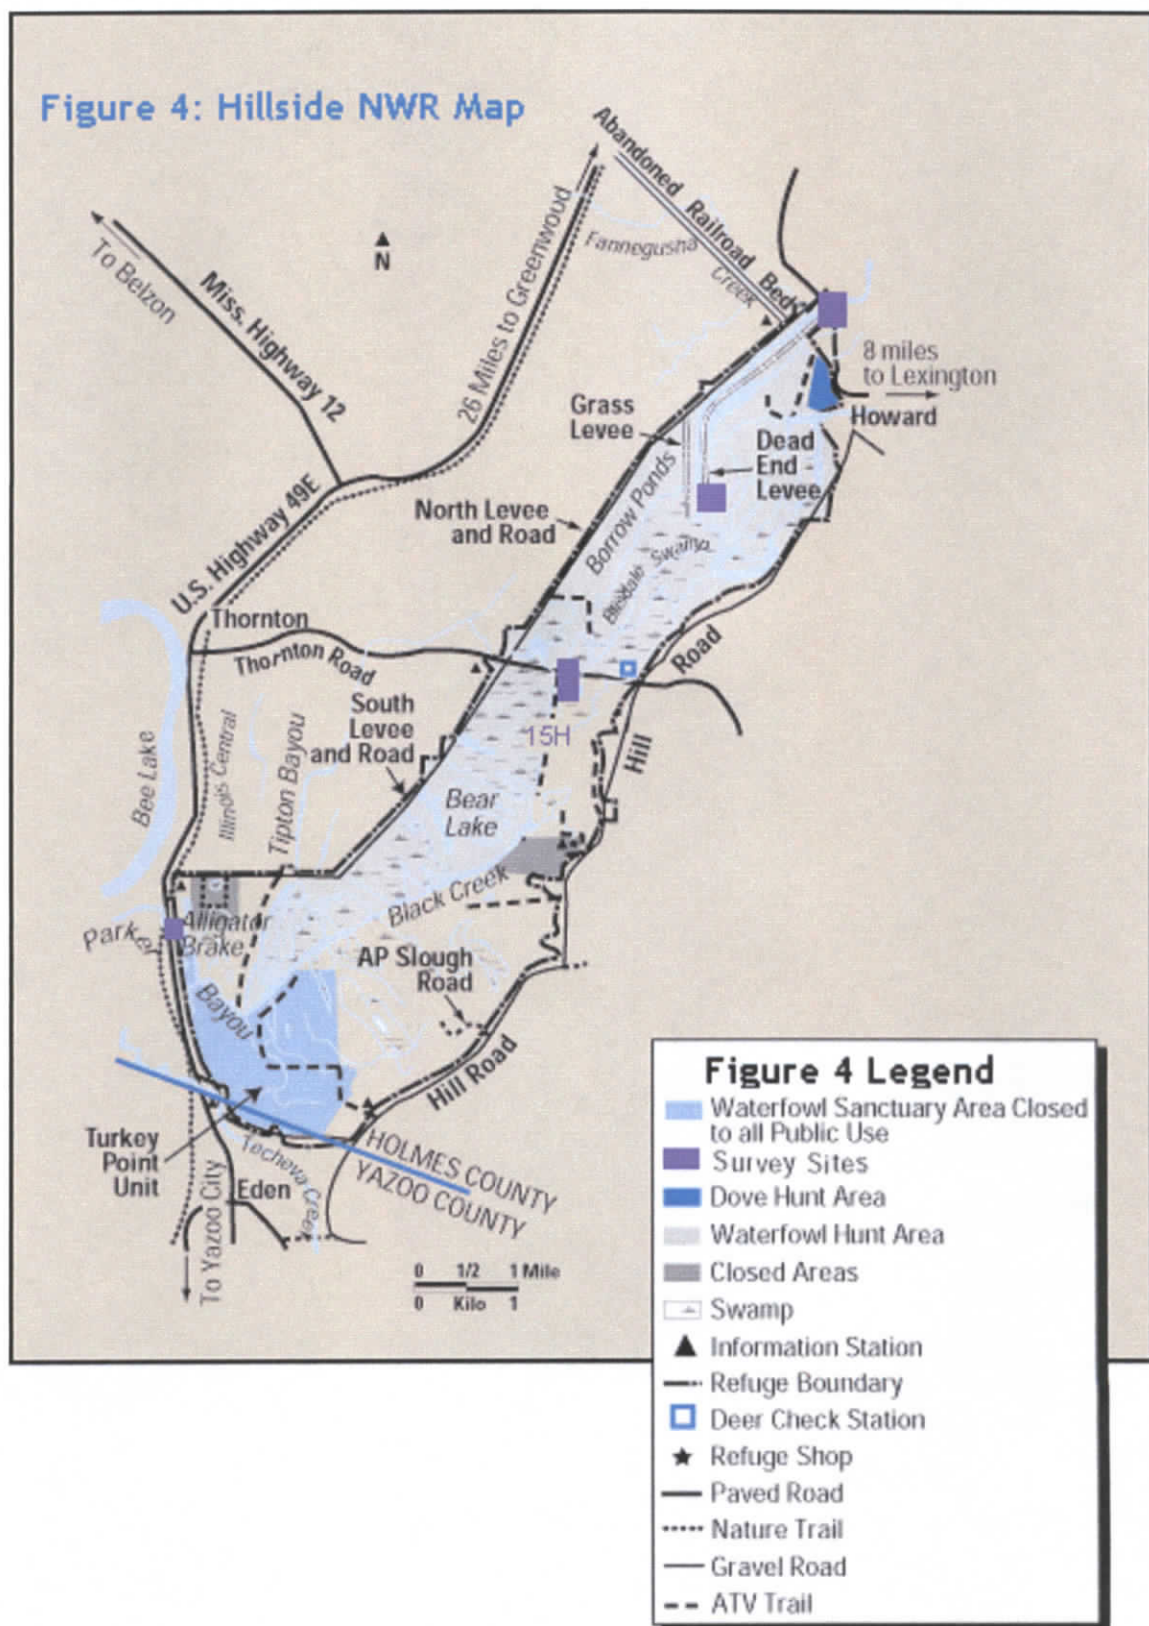 Figure 4: Hillside NWR Map
Abandoned Railroad Bed
To Belzon
Miss. Highway 12
N
26 Miles to Greenwood
Fannegusha
Creek
8 miles
to Lexington
Howard
Grass
Levee
Dead
End
Levee
North Levee
and Road
Borrow Ponds
Swamp
U.S. Highway 49E
Thornton
Thornton Road
Road
South
Levee
and Road
15H
Hill
Bee Lake
Illinois Central
Tipton Bayou
Bear
Lake
Black Creek
Parker
Alligator
Brake
Bayou
AP Slough
Road
Hill Road
Turkey
Point
Unit
Techeva Creek
HOLMES COUNTY
YAZOO COUNTY
Eden
To Yazoo City
0 1/2 1 Mile
0 Kilo 1
Figure 4 Legend
Waterfowl Sanctuary Area Closed
to all Public Use
Survey Sites
Dove Hunt Area
Waterfowl Hunt Area
Closed Areas
Swamp
Information Station
Refuge Boundary
Deer Check Station
Refuge Shop
Paved Road
Nature Trail
Gravel Road
ATV Trail